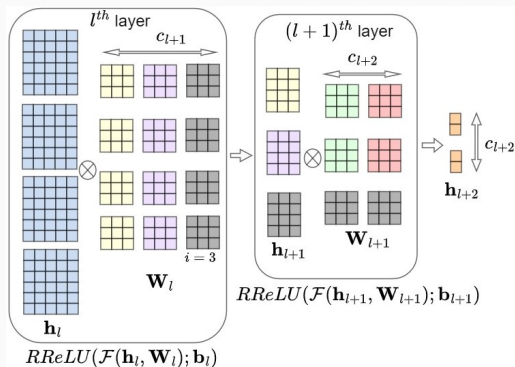 l^{th} layer
c_{l+1}
i = 3
W_l
h_l
RReLU(F(h_l, W_l); b_l)
(l + 1)^{th} layer
c_{l+2}
h_{l+1}
W_{l+1}
RReLU(F(h_{l+1}, W_{l+1}); b_{l+1})
c_{l+2}
h_{l+2}